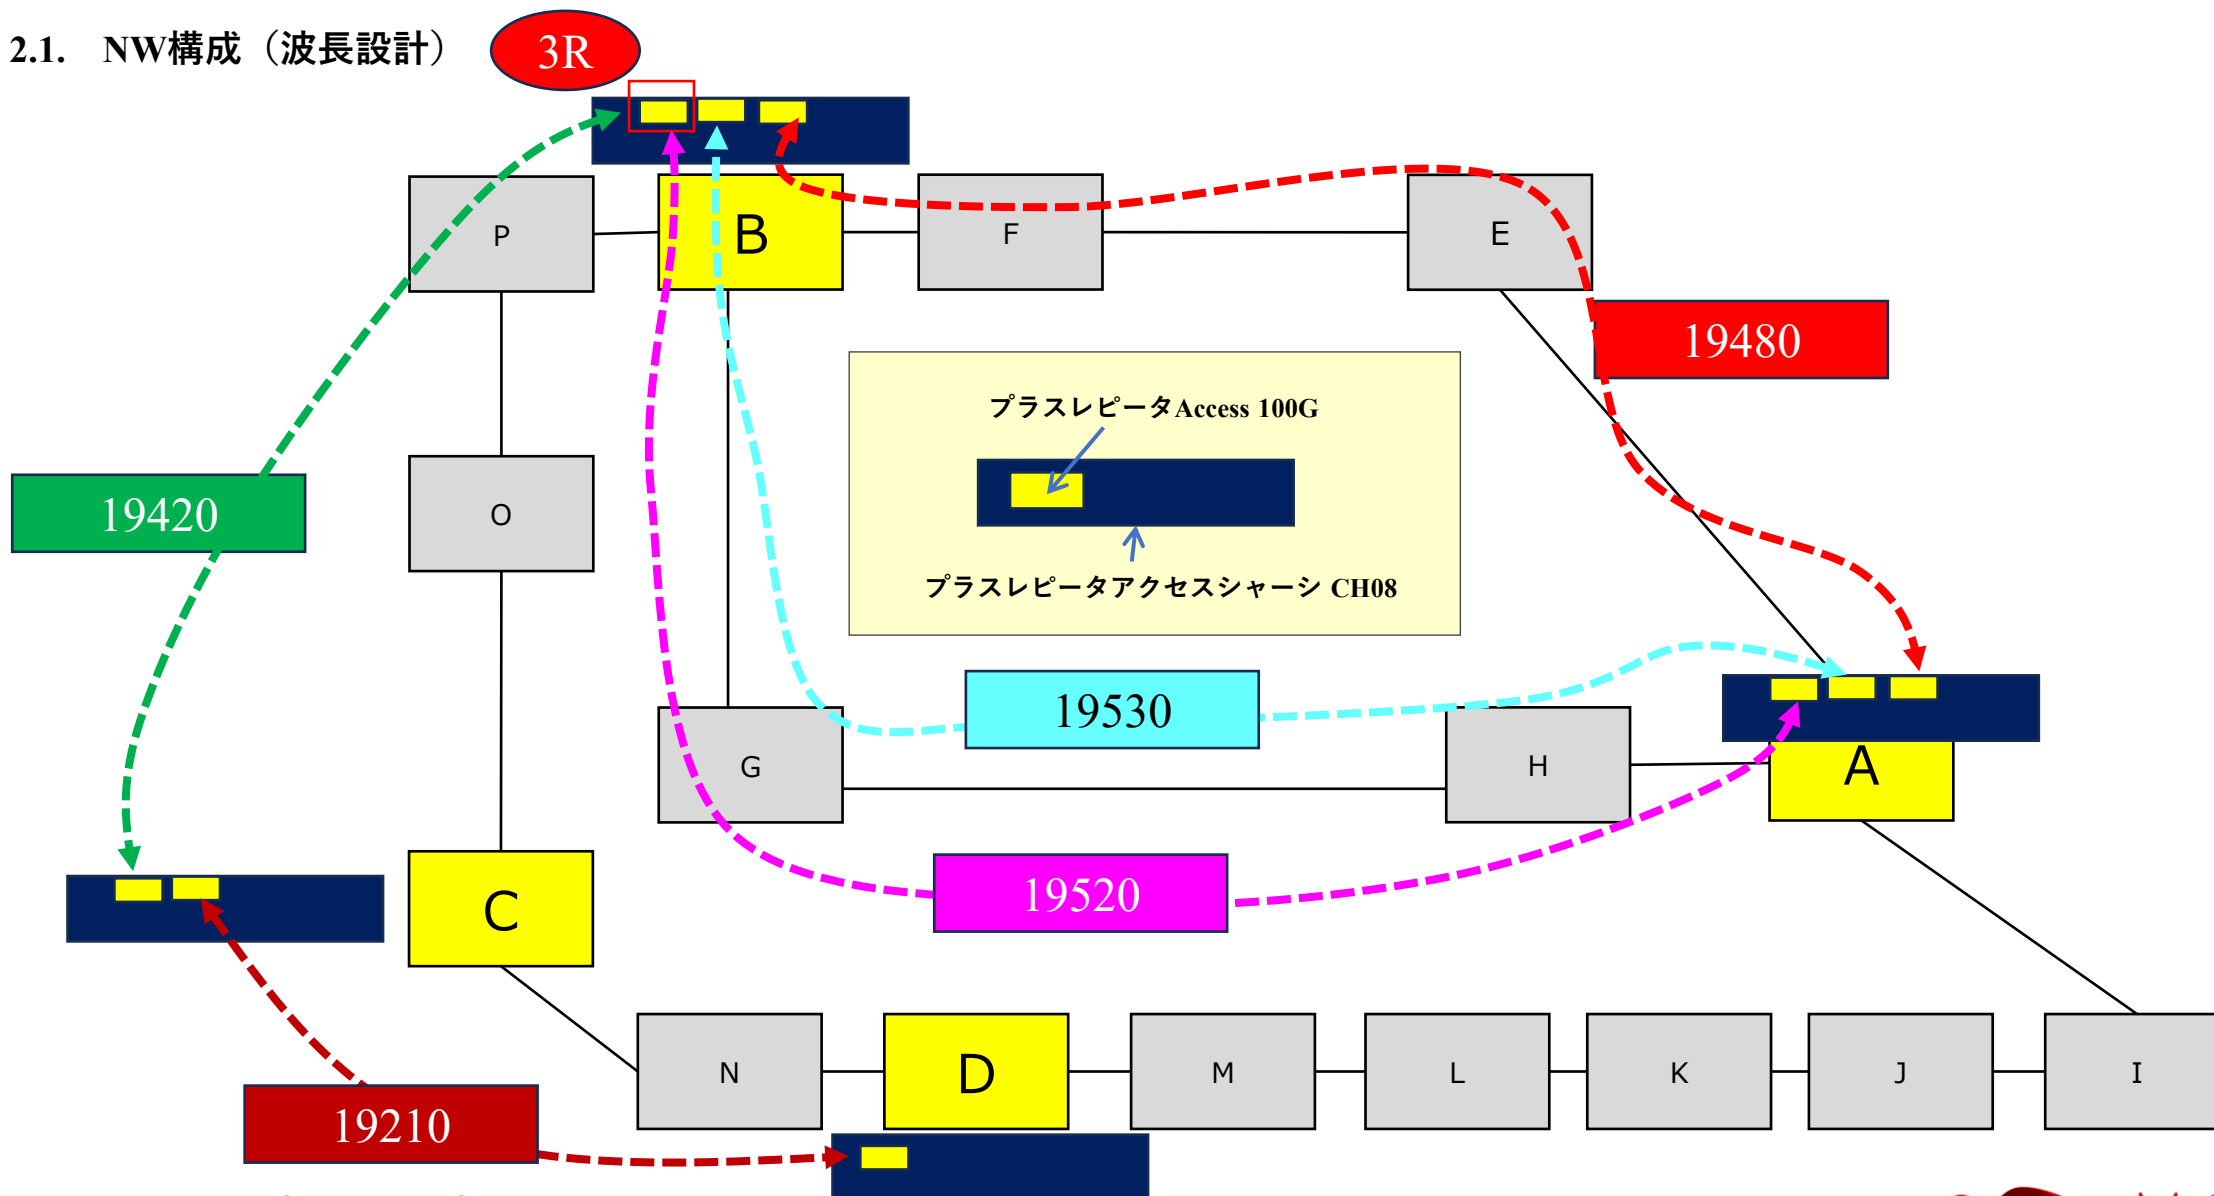 2.1. NW構成（波長設計）
3R
P
B
F
E
19480
プラスレピータAccess 100G
プラスレピータアクセスシャーシ CH08
19420
O
19530
G
H
A
C
19520
N
D
M
L
K
J
I
19210